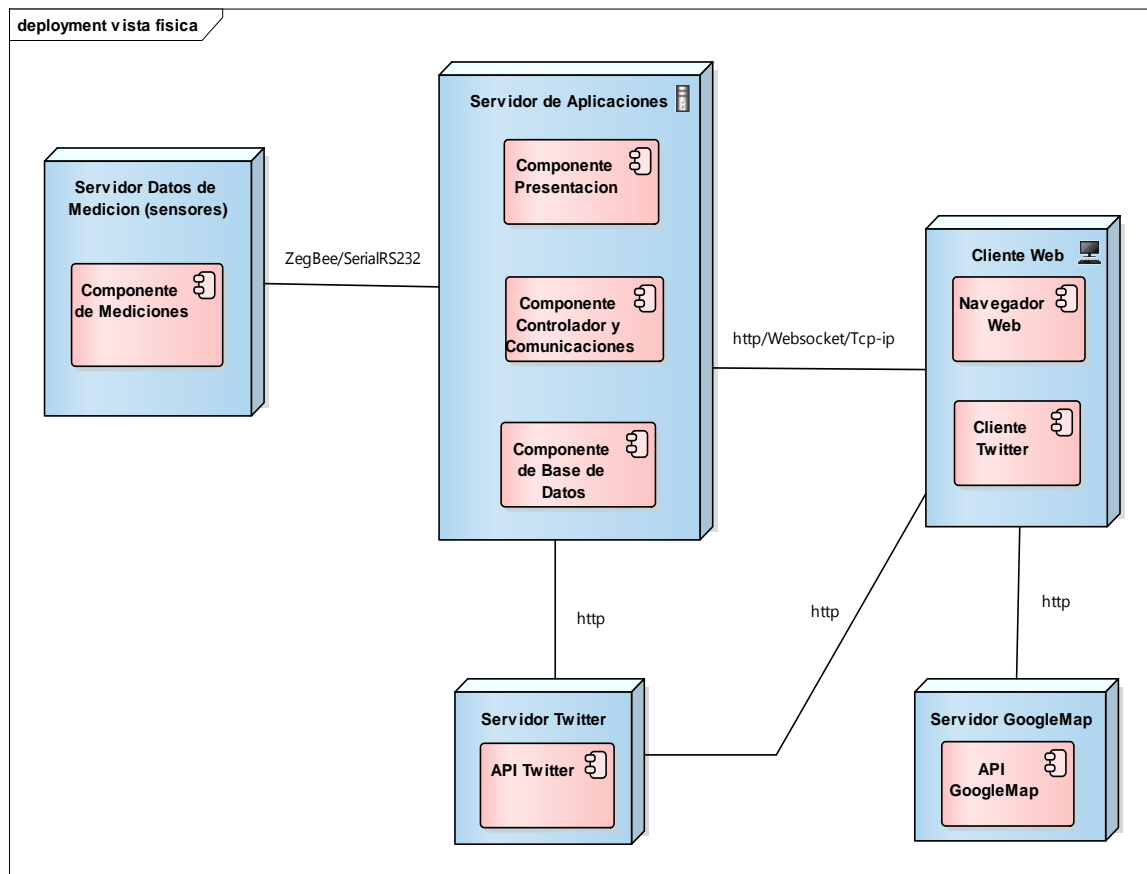 deployment vista fisica
Servidor de Aplicaciones
Componente
Presentacion
Componente
Controlador y
Comunicaciones
Componente
de Base de
Datos
Servidor Datos de
Medicion (sensores)
Componente
de Mediciones
ZegBee/SerialRS232
http/Websocket/Tcp-ip
Cliente Web
Navegador
Web
Cliente
Twitter
http
http
http
Servidor Twitter
API Twitter
Servidor GoogleMap
API
GoogleMap